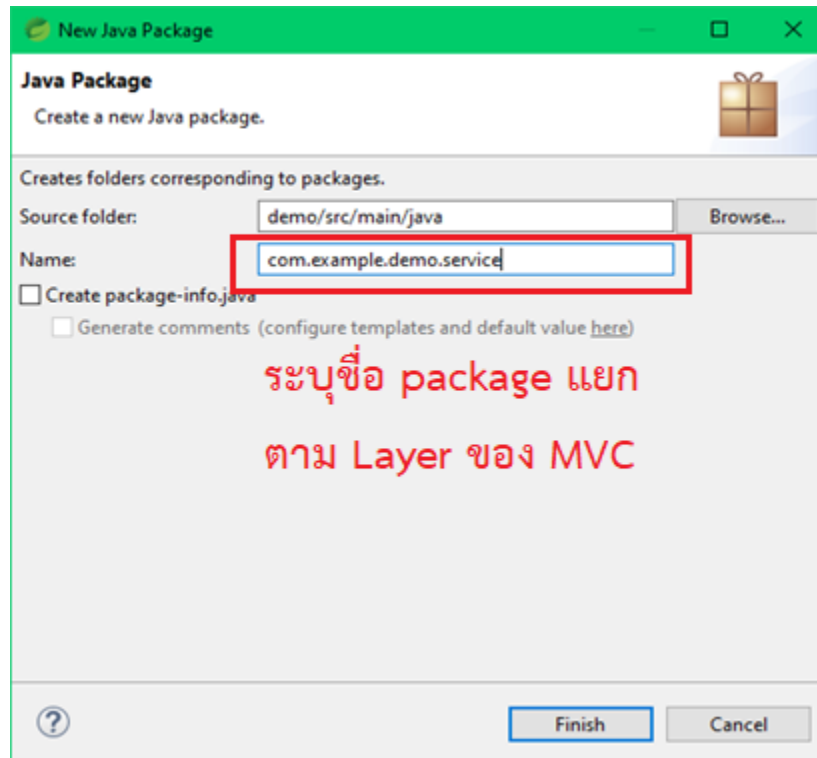 New Java Package
Java Package
Create a new Java package.
Creates folders corresponding to packages.
Source folder: demo/src/main/java Browse...
Name: com.example.demo.service
Create package-info.java
Generate comments (configure templates and default value here)
ระบุชื่อ package แยก
ตาม Layer ของ MVC
? Finish Cancel